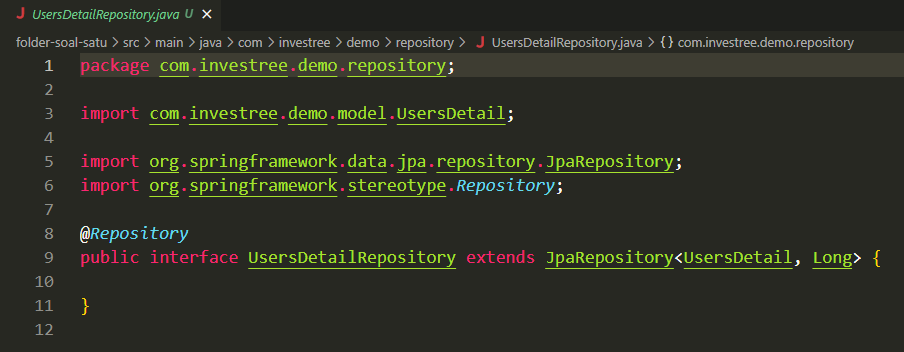 UsersDetailRepository.java U ×
folder-soal-satu > src > main > java > com > investree > demo > repository > J UsersDetailRepository.java > {} com.investree.demo.repository
1 package com.investree.demo.repository;
2
3 import com.investree.demo.model.UsersDetail;
4
5 import org.springframework.data.jpa.repository.JpaRepository;
6 import org.springframework.stereotype.Repository;
7
8 @Repository
9 public interface UsersDetailRepository extends JpaRepository<UsersDetail, Long> {
10
11 }
12